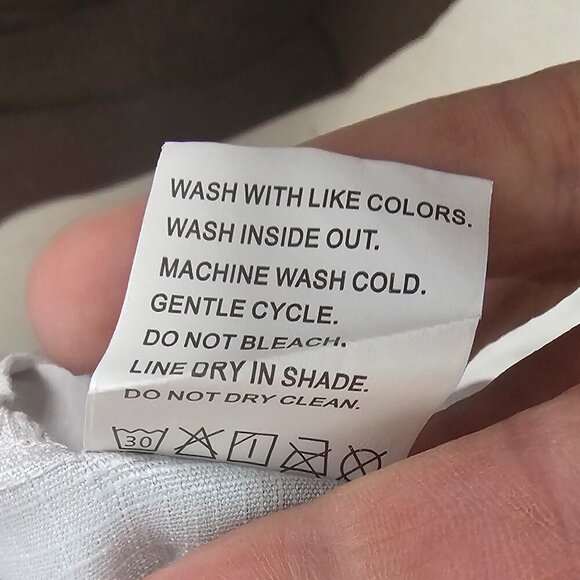 WASH WITH LIKE COLORS.
WASH INSIDE OUT.
MACHINE WASH COLD.
GENTLE CYCLE.
DO NOT BLEACH.
LINE DRY IN SHADE.
DO NOT DRY CLEAN.
30